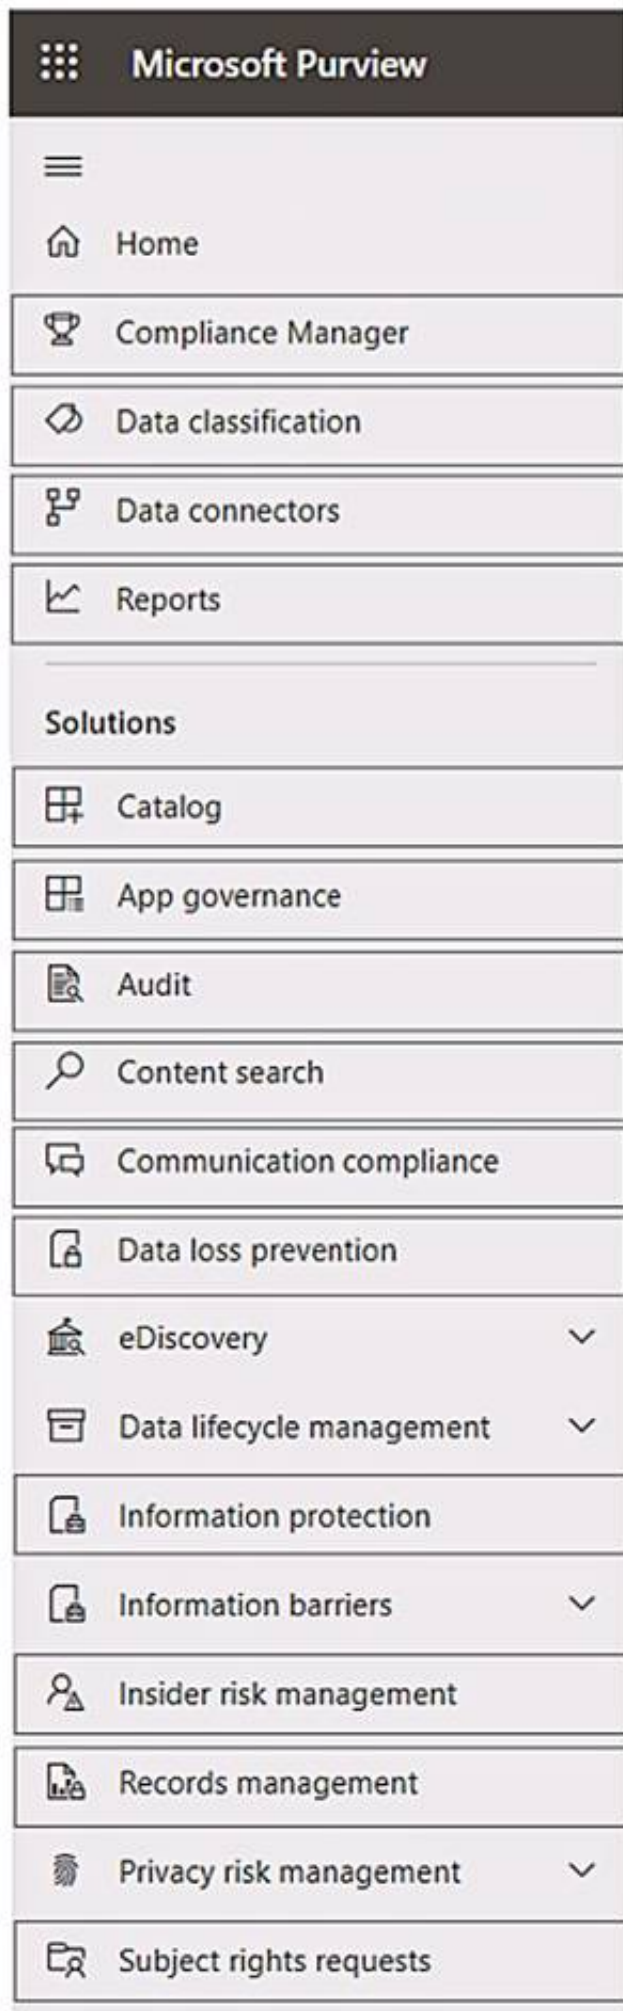 Microsoft Purview
Home
Compliance Manager
Data classification
Data connectors
Reports
Solutions
Catalog
App governance
Audit
Content search
Communication compliance
Data loss prevention
eDiscovery
Data lifecycle management
Information protection
Information barriers
Insider risk management
Records management
Privacy risk management
Subject rights requests